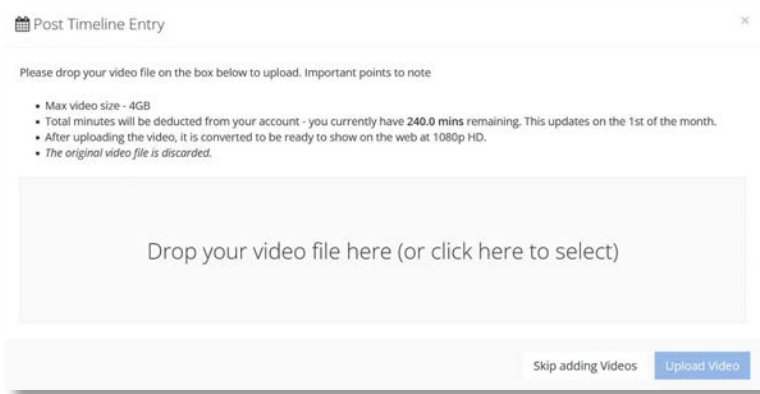 Post Timeline Entry
×
Please drop your video file on the box below to upload. Important points to note
• Max video size - 4GB
• Total minutes will be deducted from your account - you currently have 240.0 mins remaining. This updates on the 1st of the month.
• After uploading the video, it is converted to be ready to show on the web at 1080p HD.
• The original video file is discarded.
Drop your video file here (or click here to select)
Skip adding Videos
Upload Video